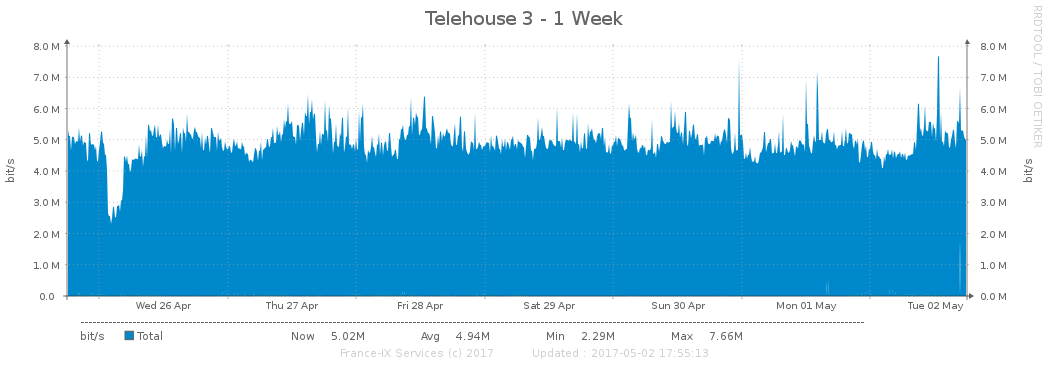 Telehouse 3 - 1 Week
RRDTOOL / TOBI OETIKER
8.0 M 8.0 M
7.0 M 7.0 M
6.0 M 6.0 M
5.0 M 5.0 M
4.0 M 4.0 M
3.0 M 3.0 M
2.0 M 2.0 M
1.0 M 1.0 M
0.0 0.0 M
bit/s bit/s
Wed 26 Apr Thu 27 Apr Fri 28 Apr Sat 29 Apr Sun 30 Apr Mon 01 May Tue 02 May
bit/s Total Now 5.02M Avg 4.94M Min 2.29M Max 7.66M
France-IX Services (c) 2017 Updated : 2017-05-02 17:55:13